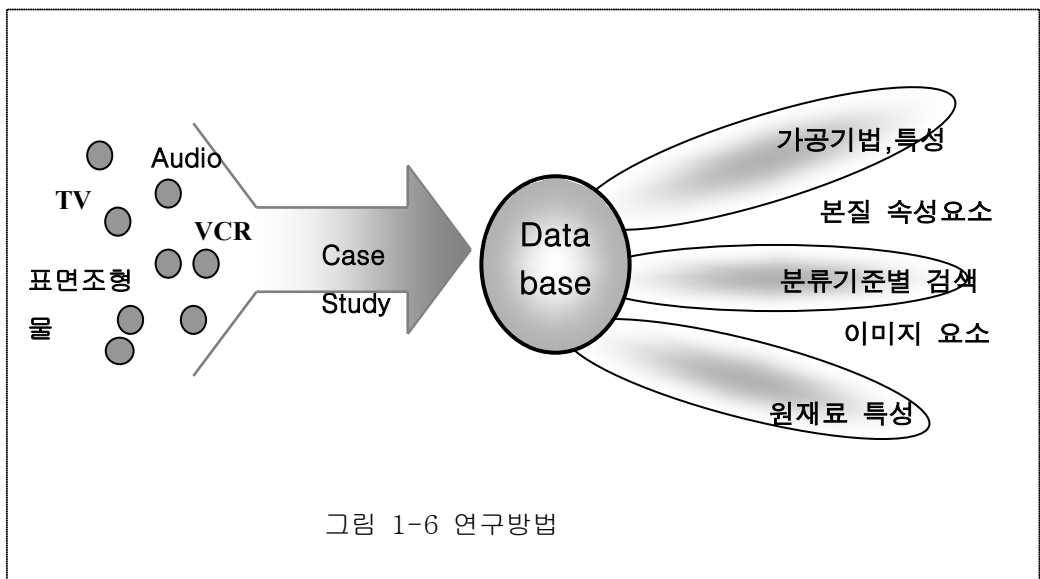 Audio
TV
VCR
표면조형
물
Case
Study
Data
base
가공기법,특성
본질 속성요소
분류기준별 검색
이미지 요소
원재료 특성
그림 1-6 연구방법